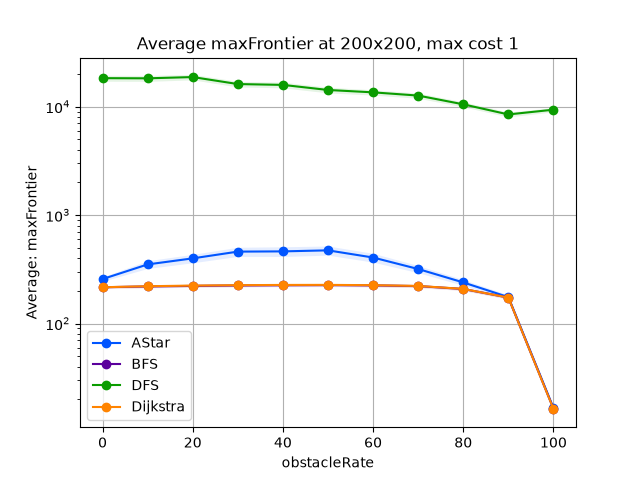 Average maxFrontier at 200x200, max cost 1
Average: maxFrontier
10^4
10^3
10^2
AStar
BFS
DFS
Dijkstra
0 20 40 60 80 100
obstacleRate